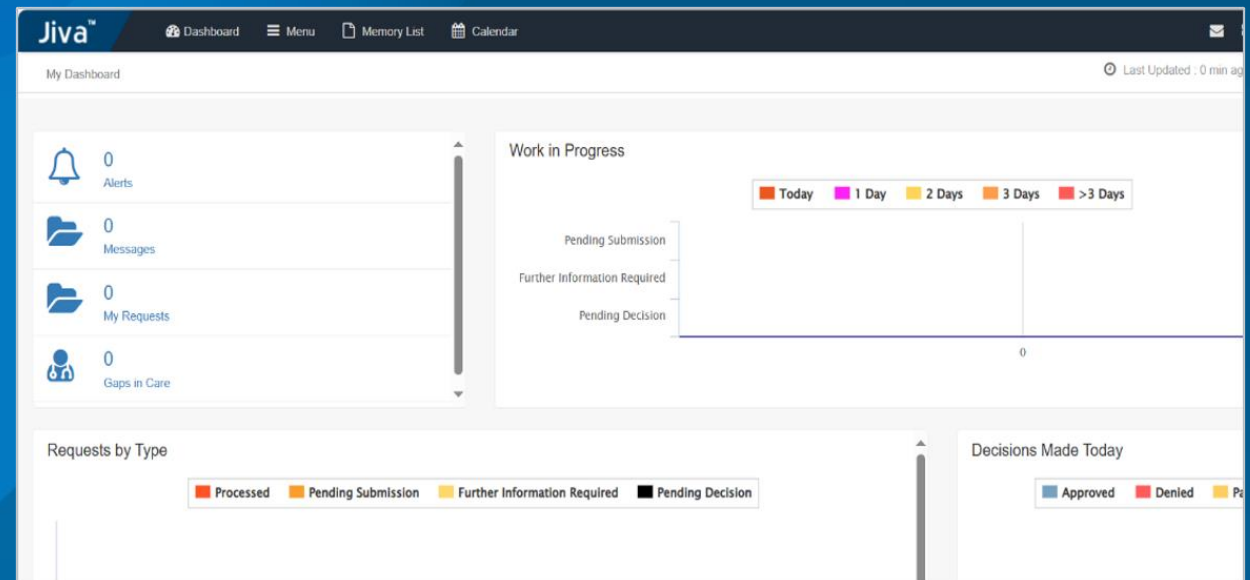 Jiva™
Dashboard Menu Memory List Calendar
My Dashboard
Last Updated : 0 min
0
Alerts
0
Messages
0
My Requests
0
Gaps in Care
Work in Progress
Today 1 Day 2 Days 3 Days >3 Days
Pending Submission
Further Information Required
Pending Decision
0
Requests by Type
Processed Pending Submission Further Information Required Pending Decision
Decisions Made Today
Approved Denied